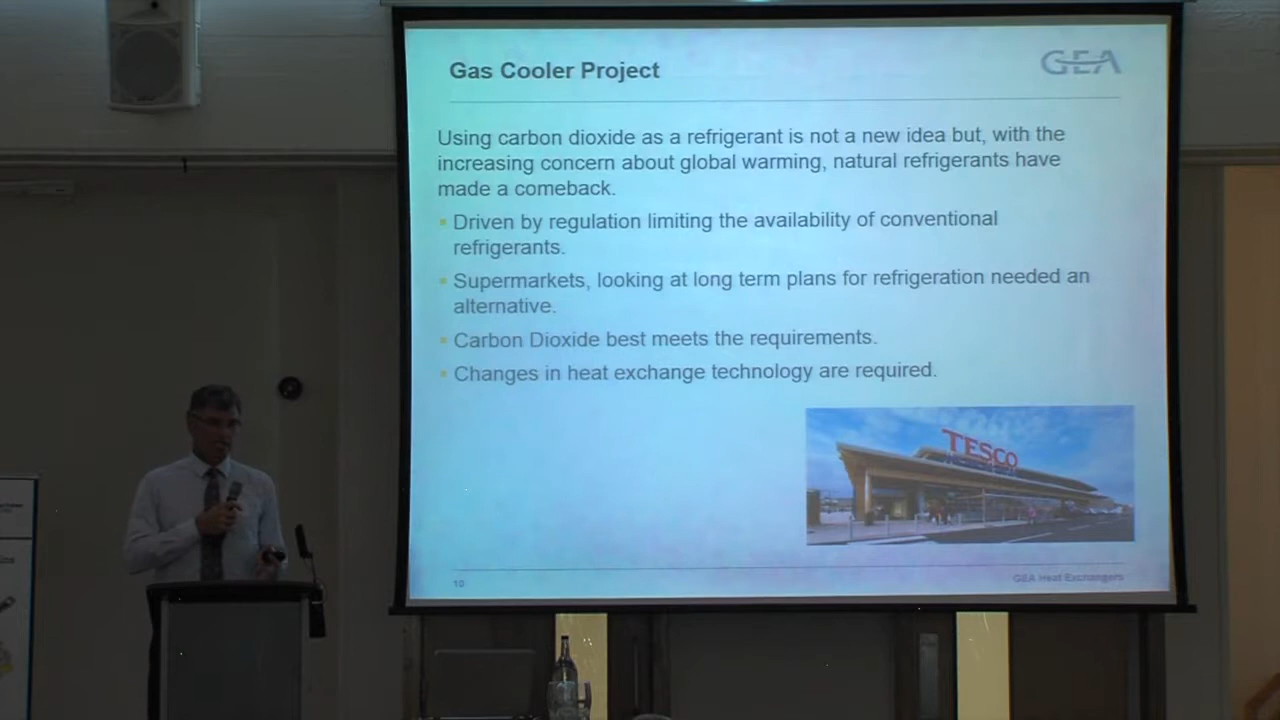 Gas Cooler Project
GEA
Using carbon dioxide as a refrigerant is not a new idea but, with the
increasing concern about global warming, natural refrigerants have
made a comeback.
Driven by regulation limiting the availability of conventional
refrigerants.
Supermarkets, looking at long term plans for refrigeration needed an
alternative.
Carbon Dioxide best meets the requirements.
Changes in heat exchange technology are required.
TESCO
10
GEA Heat Exchangers